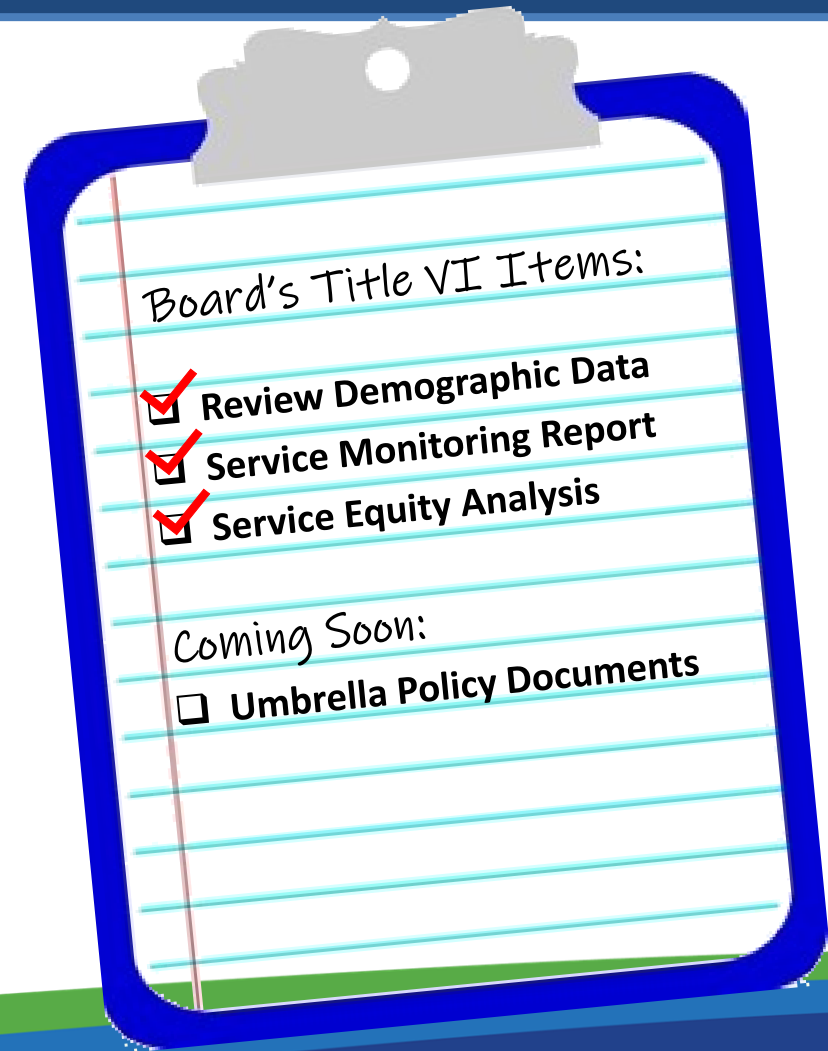 Board's Title VI Items:
Review Demographic Data
Service Monitoring Report
Service Equity Analysis
Coming Soon:
Umbrella Policy Documents